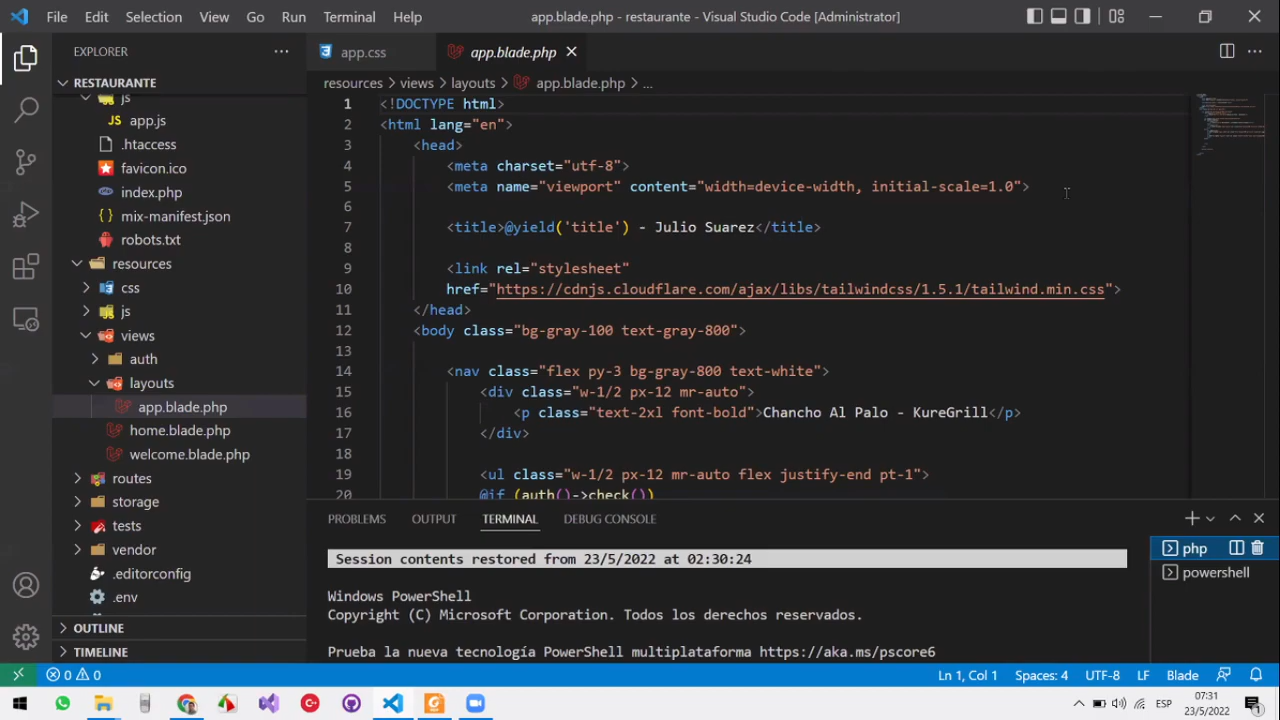 File Edit Selection View Go Run Terminal Help
app.blade.php - restaurante - Visual Studio Code [Administrator]
EXPLORER
RESTAURANTE
js
app.js
.htaccess
favicon.ico
index.php
mix-manifest.json
robots.txt
resources
css
js
views
auth
layouts
app.blade.php
home.blade.php
welcome.blade.php
routes
storage
tests
vendor
.editorconfig
.env
OUTLINE
TIMELINE
app.css
app.blade.php
resources > views > layouts > app.blade.php > ...
1 <!DOCTYPE html>
2 <html lang="en">
3 <head>
4 <meta charset="utf-8">
5 <meta name="viewport" content="width=device-width, initial-scale=1.0">
6
7 <title>@yield('title') - Julio Suarez</title>
8
9 <link rel="stylesheet"
10 href="https://cdnjs.cloudflare.com/ajax/libs/tailwindcss/1.5.1/tailwind.min.css">
11 </head>
12 <body class="bg-gray-100 text-gray-800">
13
14 <nav class="flex py-3 bg-gray-800 text-white">
15 <div class="w-1/2 px-12 mr-auto">
16 <p class="text-2xl font-bold">Chancho Al Palo - KureGrill</p>
17 </div>
18
19 <ul class="w-1/2 px-12 mr-auto flex justify-end pt-1">
20 @if (auth()->check())
PROBLEMS OUTPUT TERMINAL DEBUG CONSOLE
Session contents restored from 23/5/2022 at 02:30:24
Windows PowerShell
Copyright (C) Microsoft Corporation. Todos los derechos reservados.
Prueba la nueva tecnología PowerShell multiplataforma https://aka.ms/pscore6
php
powershell
0 0
Ln 1, Col 1 Spaces: 4 UTF-8 LF Blade
ESP
07:31
23/5/2022
1